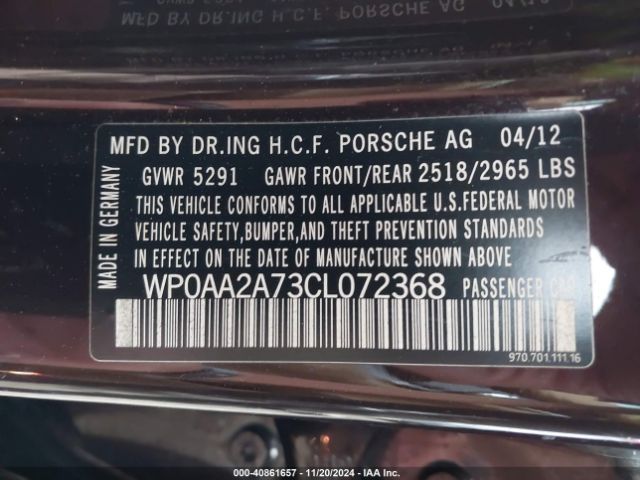 MFD BY DR.ING H.C.F. PORSCHE AG 04/12
MADE IN GERMANY
GVWR 5291 GAWR FRONT/REAR 2518/2965 LBS
THIS VEHICLE CONFORMS TO ALL APPLICABLE U.S.FEDERAL MOTOR
VEHICLE SAFETY,BUMPER,AND THEFT PREVENTION STANDARDS
IN EFFECT ON THE DATE OF MANUFACTURE SHOWN ABOVE.
WP0AA2A73CL072368 PASSENGER CAR
970.701.111.16
000-40861657 - 11/20/2024 - IAA Inc.